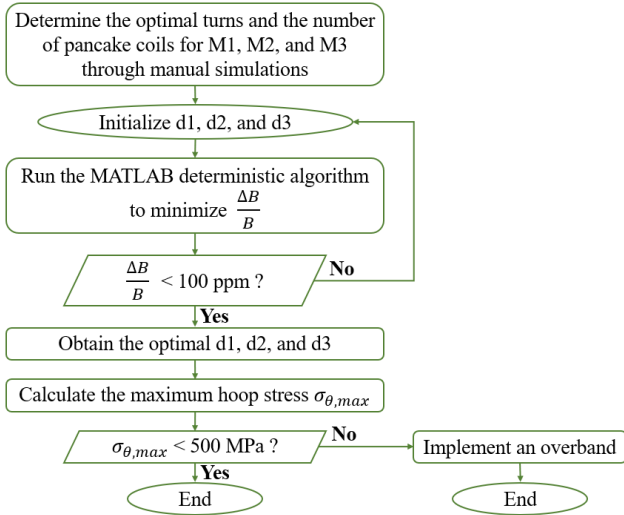 Determine the optimal turns and the number
of pancake coils for M1, M2, and M3
through manual simulations
Initialize d1, d2, and d3
Run the MATLAB deterministic algorithm
to minimize ΔB/B
ΔB/B < 100 ppm ?
No
Yes
Obtain the optimal d1, d2, and d3
Calculate the maximum hoop stress σθ,max
σθ,max < 500 MPa ?
No
Implement an overband
Yes
End
End